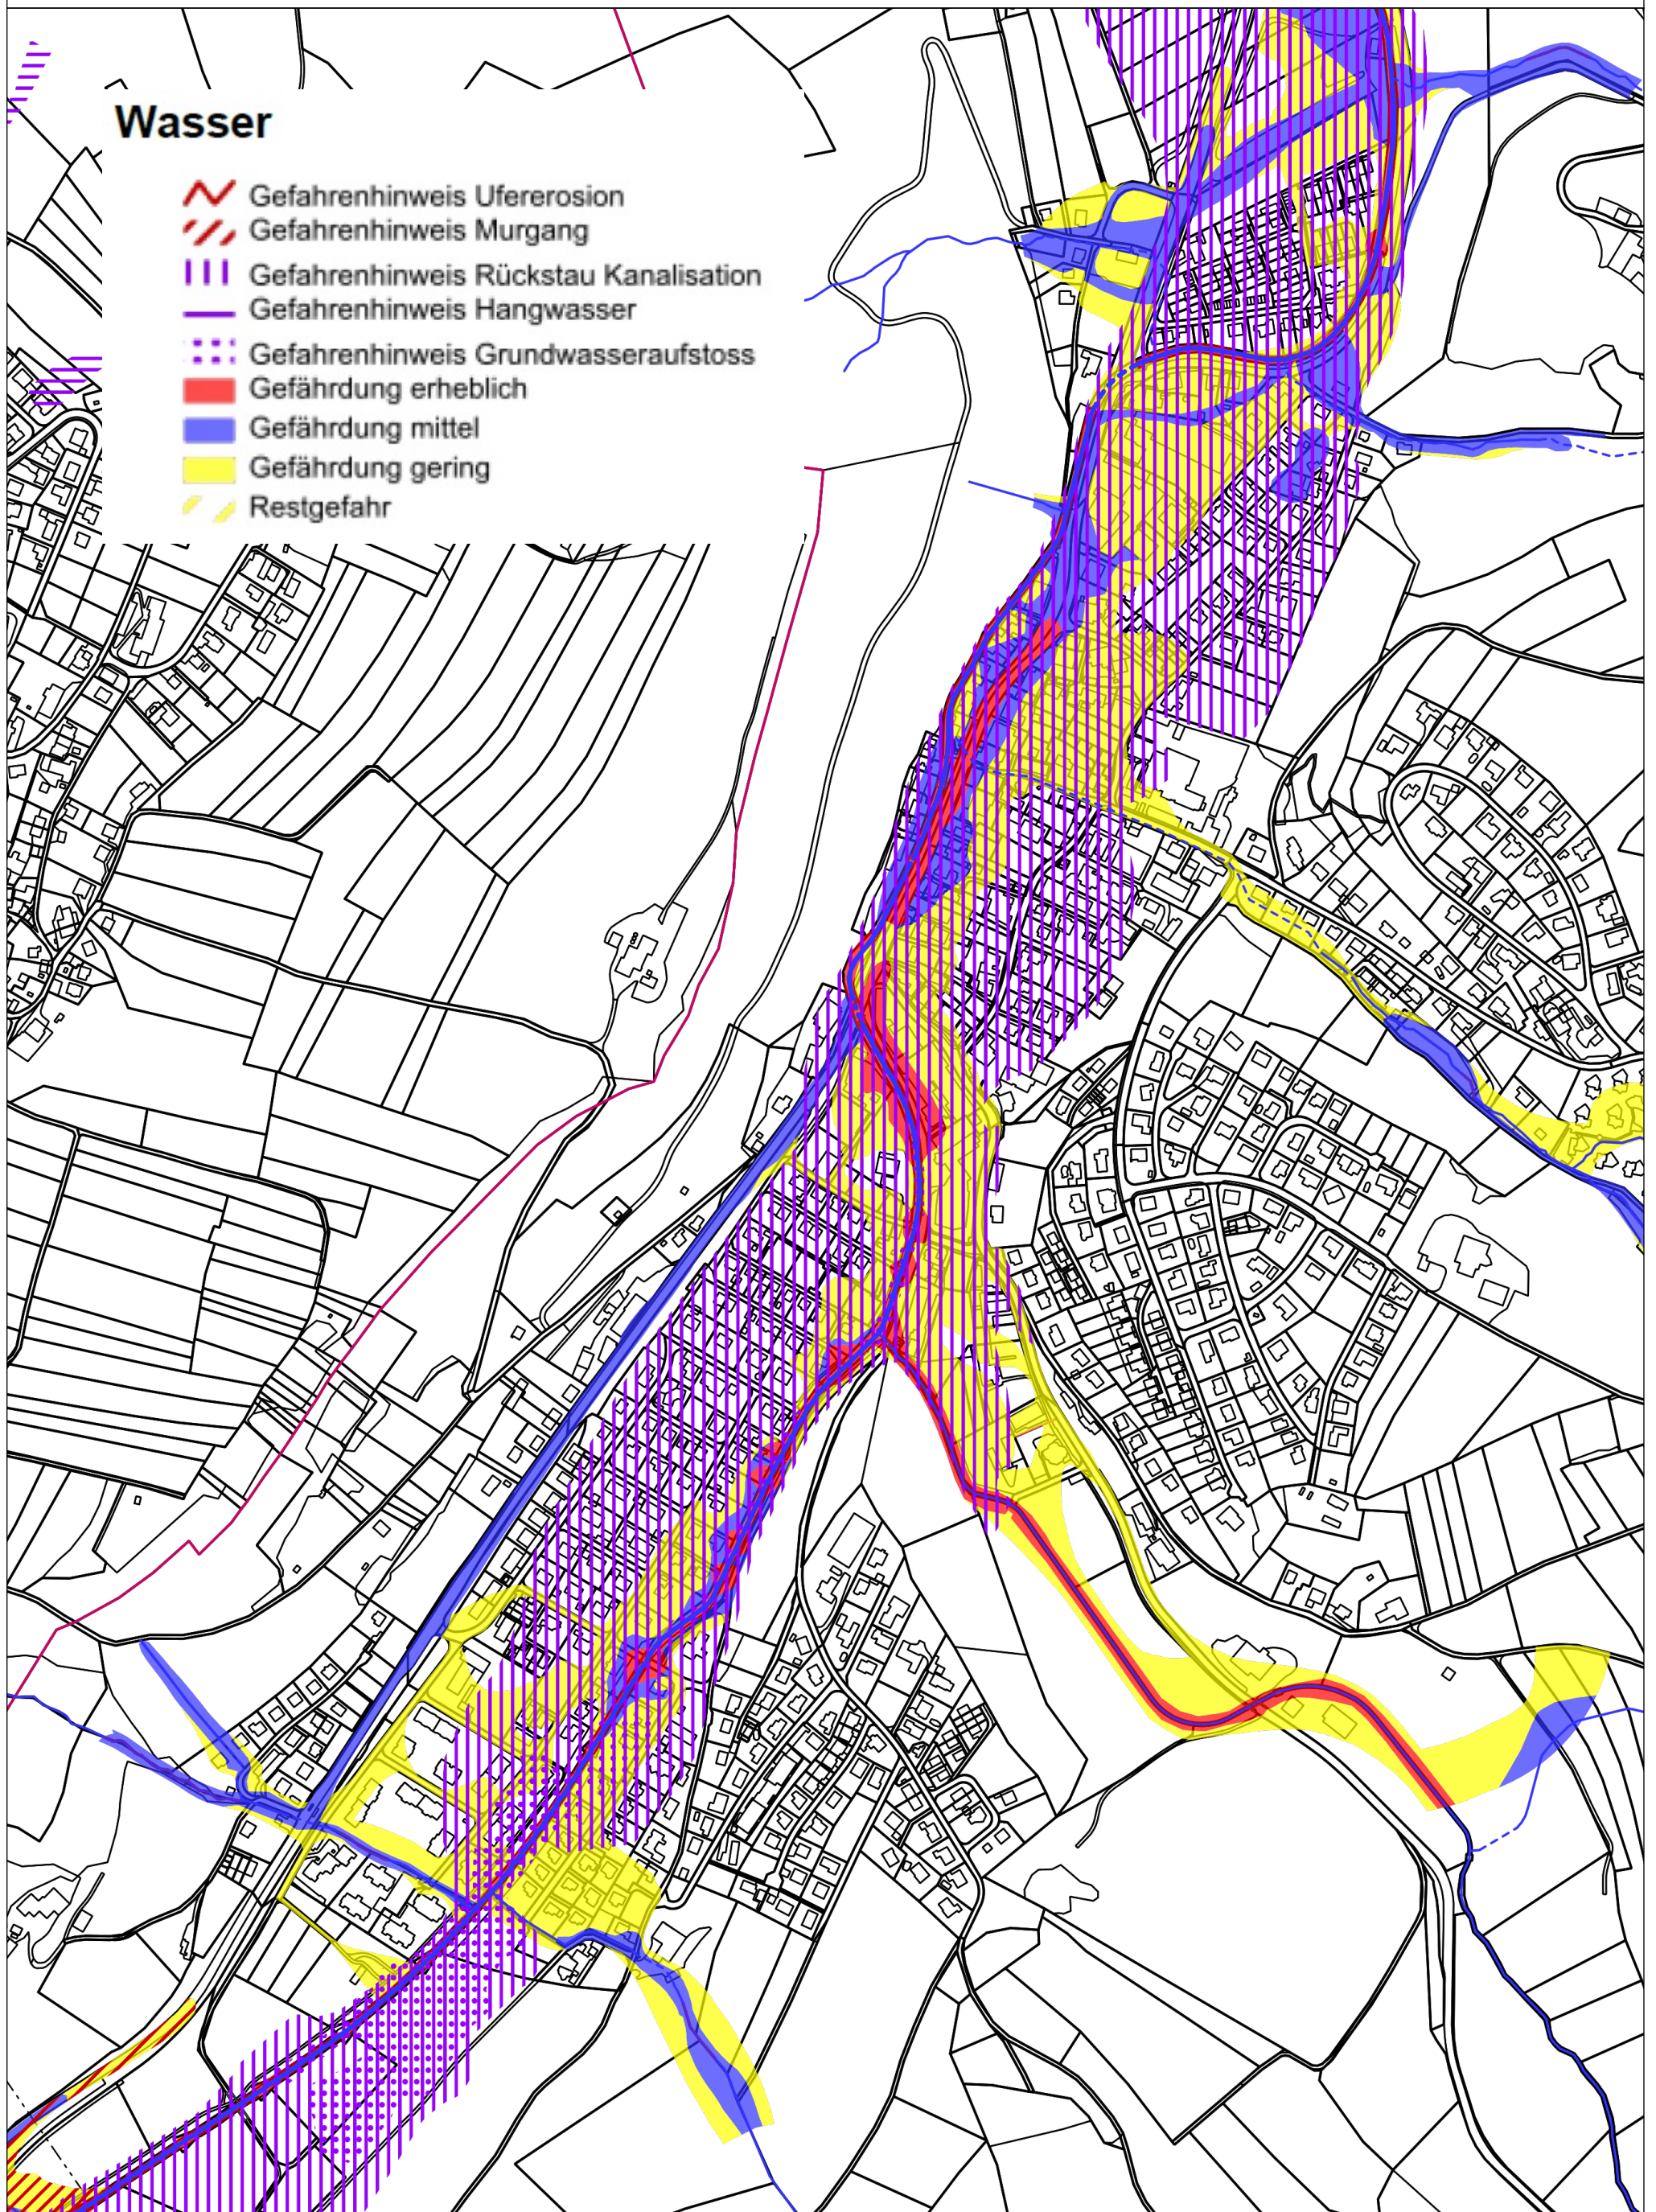 Wasser
Gefahrenhinweis Ufererosion
Gefahrenhinweis Murgang
Gefahrenhinweis Rückstau Kanalisation
Gefahrenhinweis Hangwasser
Gefahrenhinweis Grundwasseraufstoss
Gefährdung erheblich
Gefährdung mittel
Gefährdung gering
Restgefahr